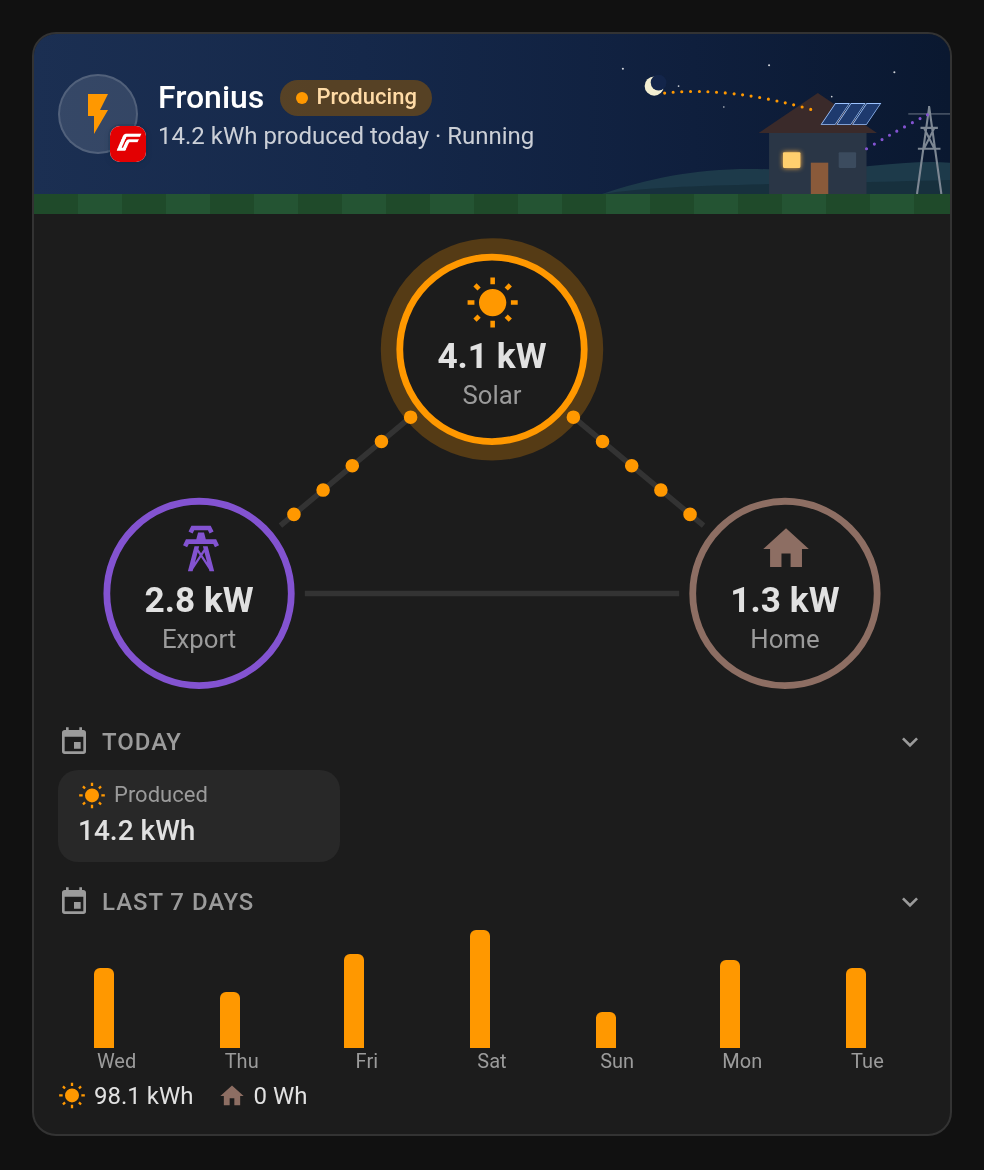 Fronius
Producing
14.2 kWh produced today · Running
4.1 kW
Solar
2.8 kW
Export
1.3 kW
Home
TODAY
Produced
14.2 kWh
LAST 7 DAYS
Wed Thu Fri Sat Sun Mon Tue
98.1 kWh 0 Wh